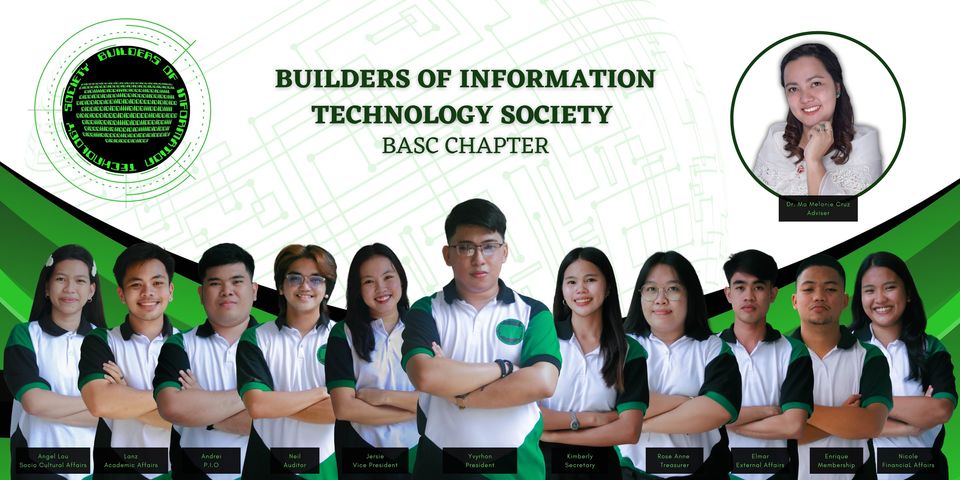 SOCIETY BUILDERS OF INFORMATION TECHNOLOGY
BUILDERS OF INFORMATION
TECHNOLOGY SOCIETY
BASC CHAPTER
Dr. Ma Melonie Cruz
Adviser
Angel Lou
Socio Cultural Affairs
Lanz
Academic Affairs
Andrei
P.I.O
Neil
Auditor
Jersie
Vice President
Yvyrhon
President
Kimberly
Secretary
Rose Anne
Treasurer
Elmar
External Affairs
Enrique
Membership
Nicole
FinanciaL Affairs